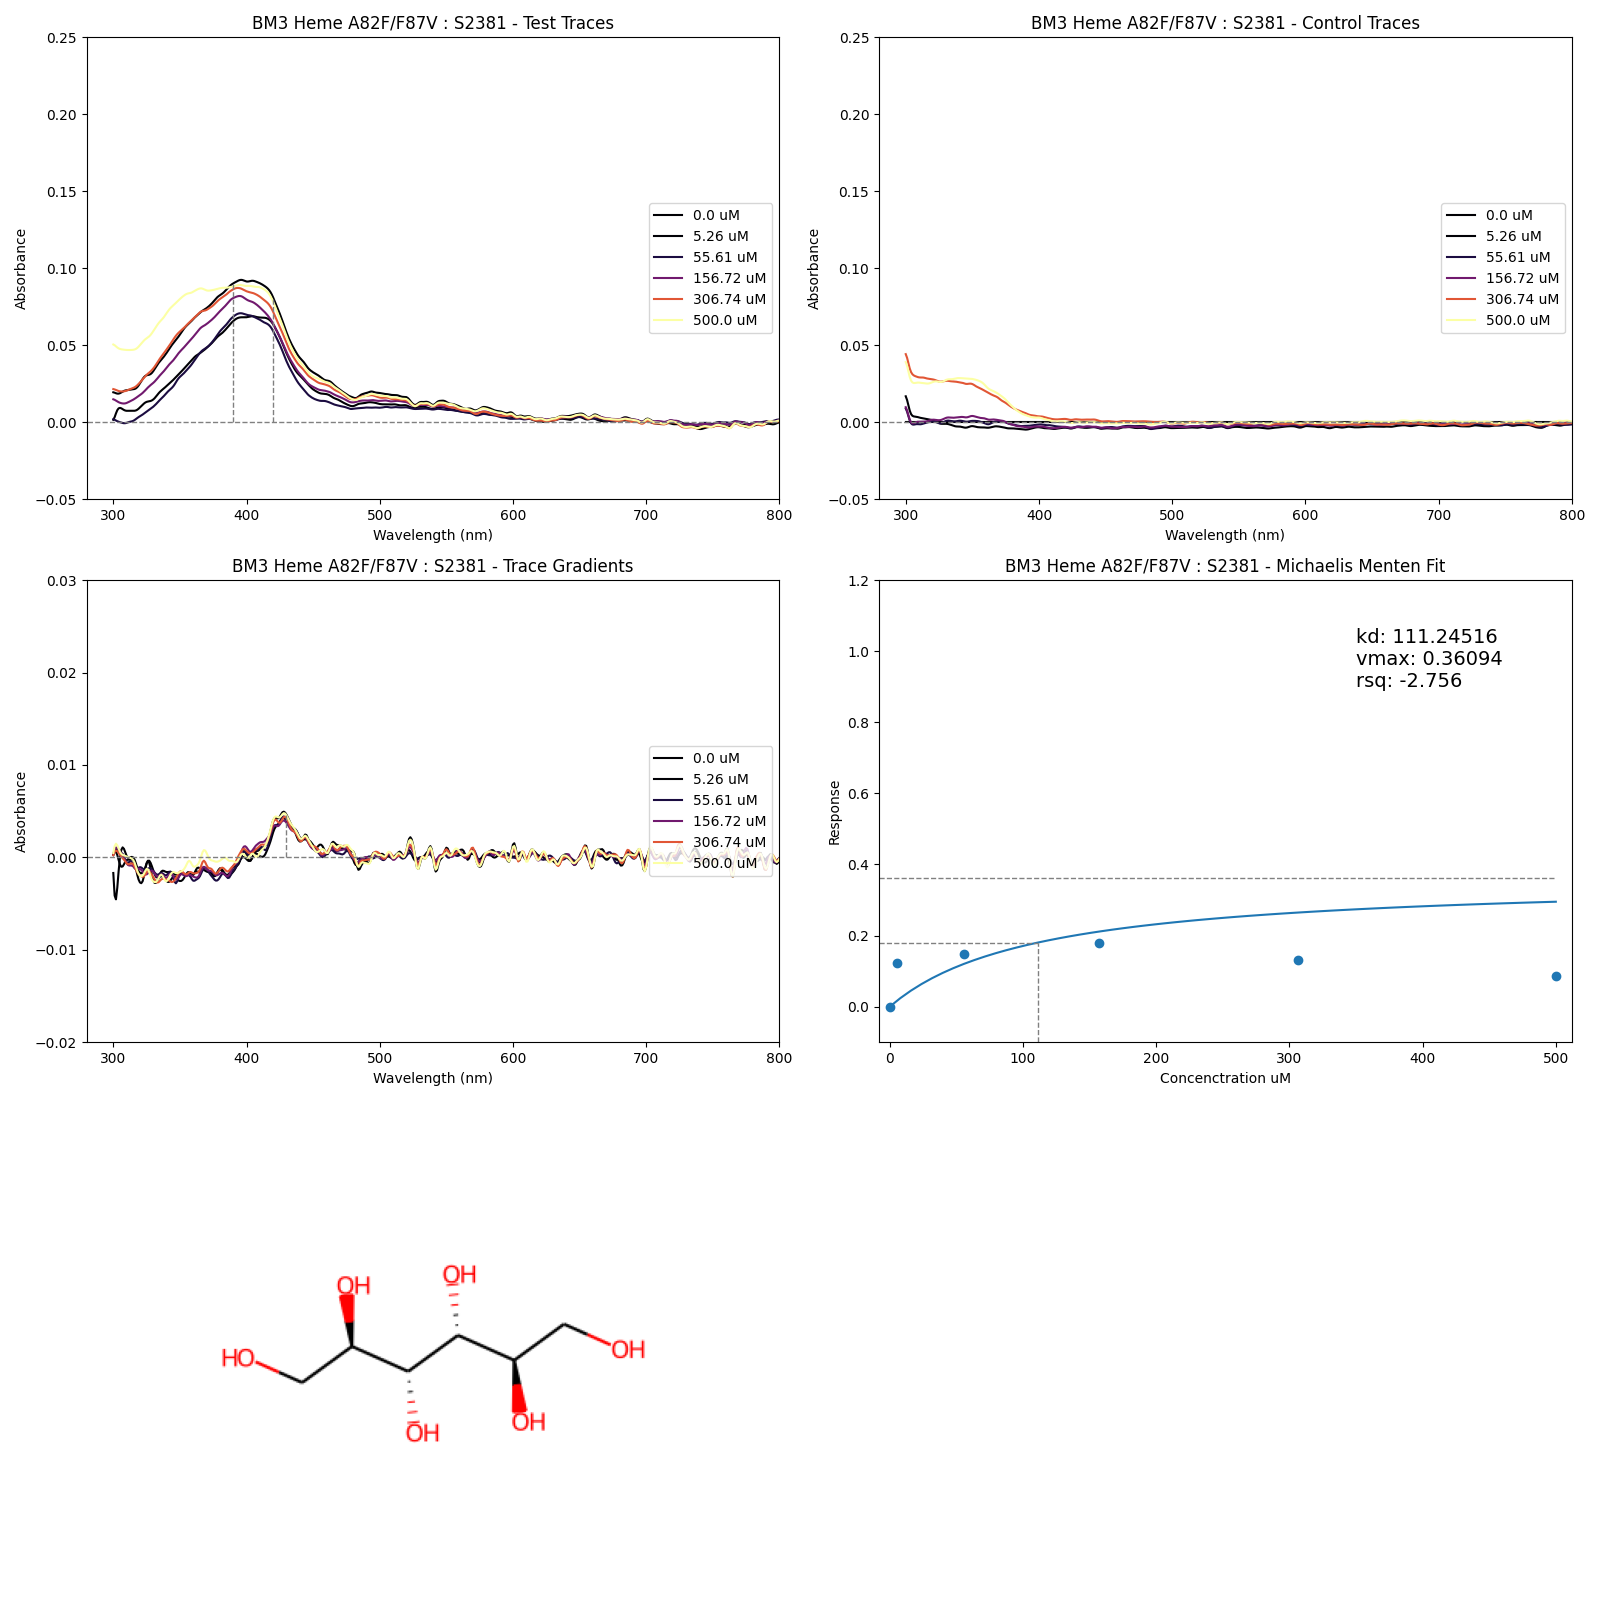 BM3 Heme A82F/F87V : S2381 - Test Traces
0.25
0.20
0.15
0.10
0.05
0.00
−0.05
Absorbance
300
400
500
600
700
800
Wavelength (nm)
0.0 uM
5.26 uM
55.61 uM
156.72 uM
306.74 uM
500.0 uM
BM3 Heme A82F/F87V : S2381 - Control Traces
0.25
0.20
0.15
0.10
0.05
0.00
−0.05
Absorbance
300
400
500
600
700
800
Wavelength (nm)
0.0 uM
5.26 uM
55.61 uM
156.72 uM
306.74 uM
500.0 uM
BM3 Heme A82F/F87V : S2381 - Trace Gradients
0.03
0.02
0.01
0.00
−0.01
−0.02
Absorbance
300
400
500
600
700
800
Wavelength (nm)
0.0 uM
5.26 uM
55.61 uM
156.72 uM
306.74 uM
500.0 uM
BM3 Heme A82F/F87V : S2381 - Michaelis Menten Fit
1.2
1.0
0.8
0.6
0.4
0.2
0.0
Response
kd: 111.24516
vmax: 0.36094
rsq: -2.756
0
100
200
300
400
500
Concenctration uM
OH
OH
HO
OH
OH
OH